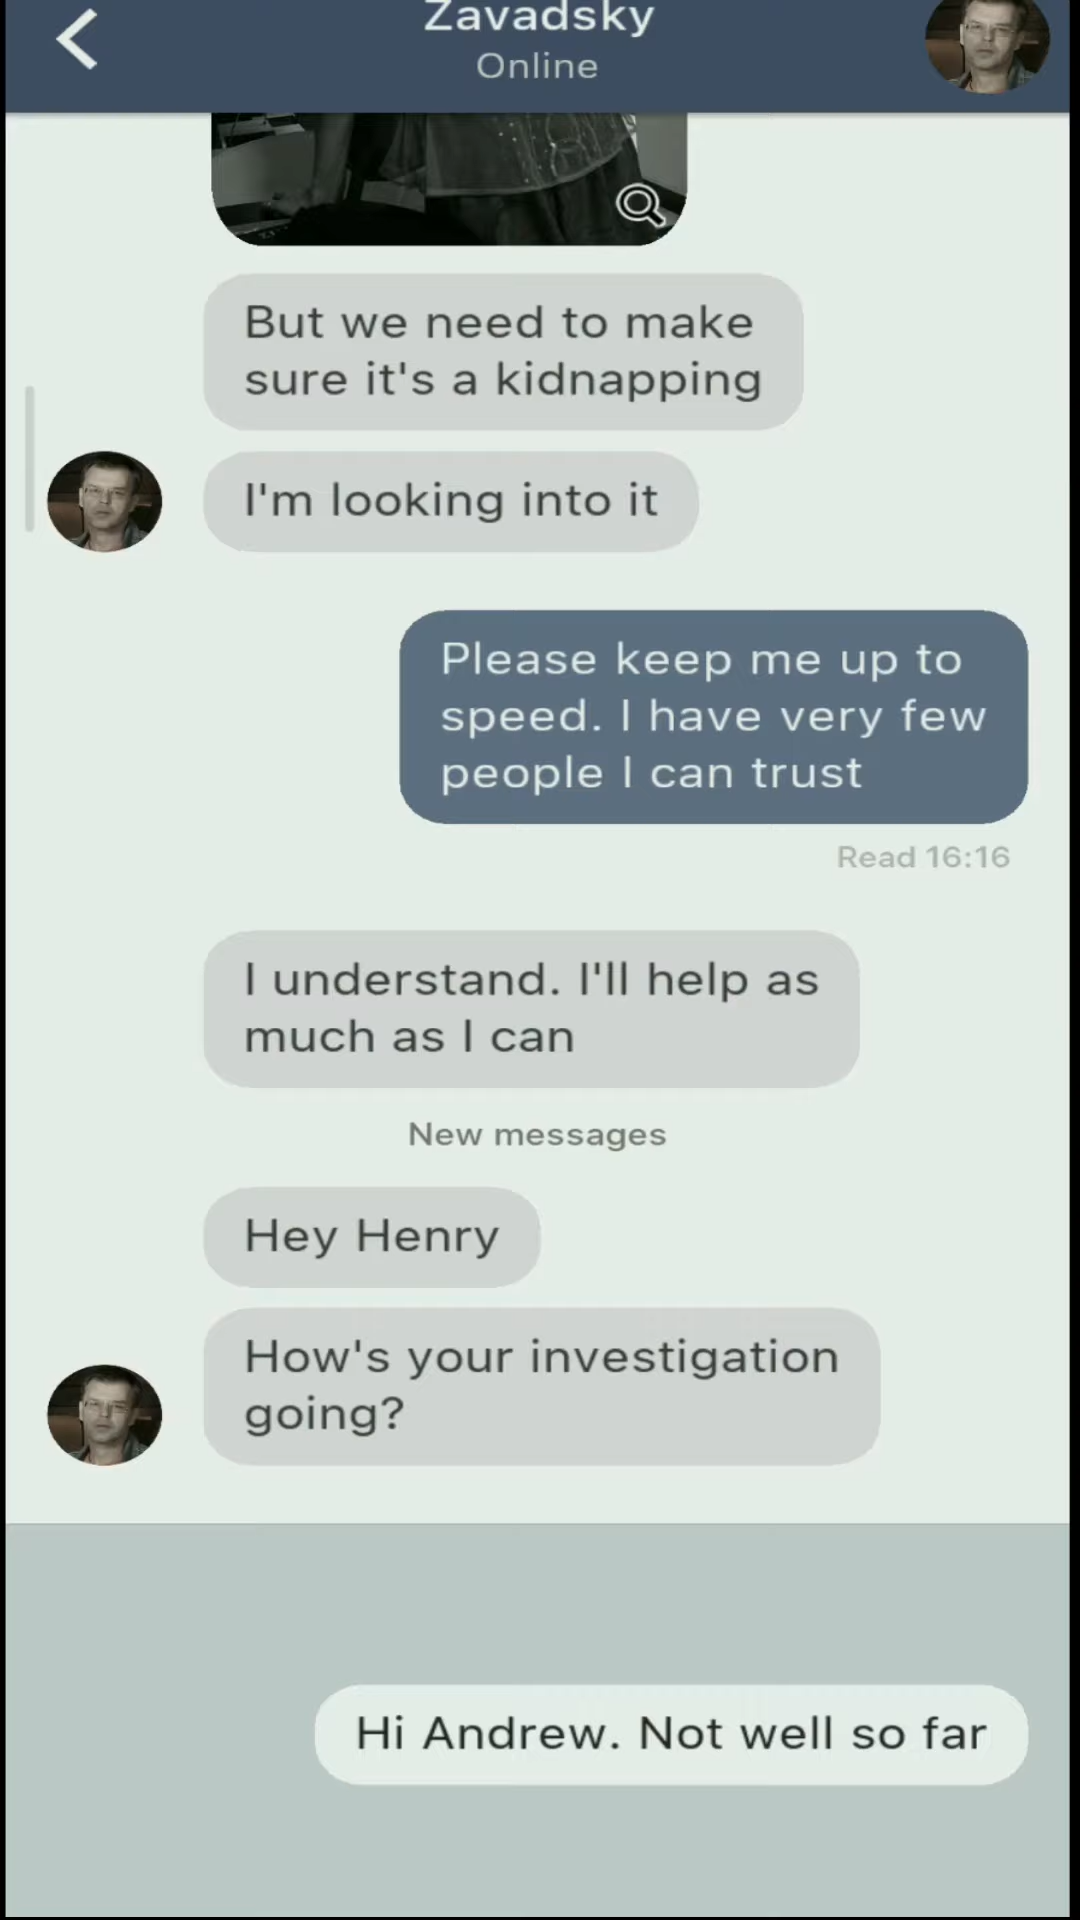 Zavadsky
Online
But we need to make
sure it's a kidnapping
I'm looking into it
Please keep me up to
speed. I have very few
people I can trust
Read 16:16
I understand. I'll help as
much as I can
New messages
Hey Henry
How's your investigation
going?
Hi Andrew. Not well so far